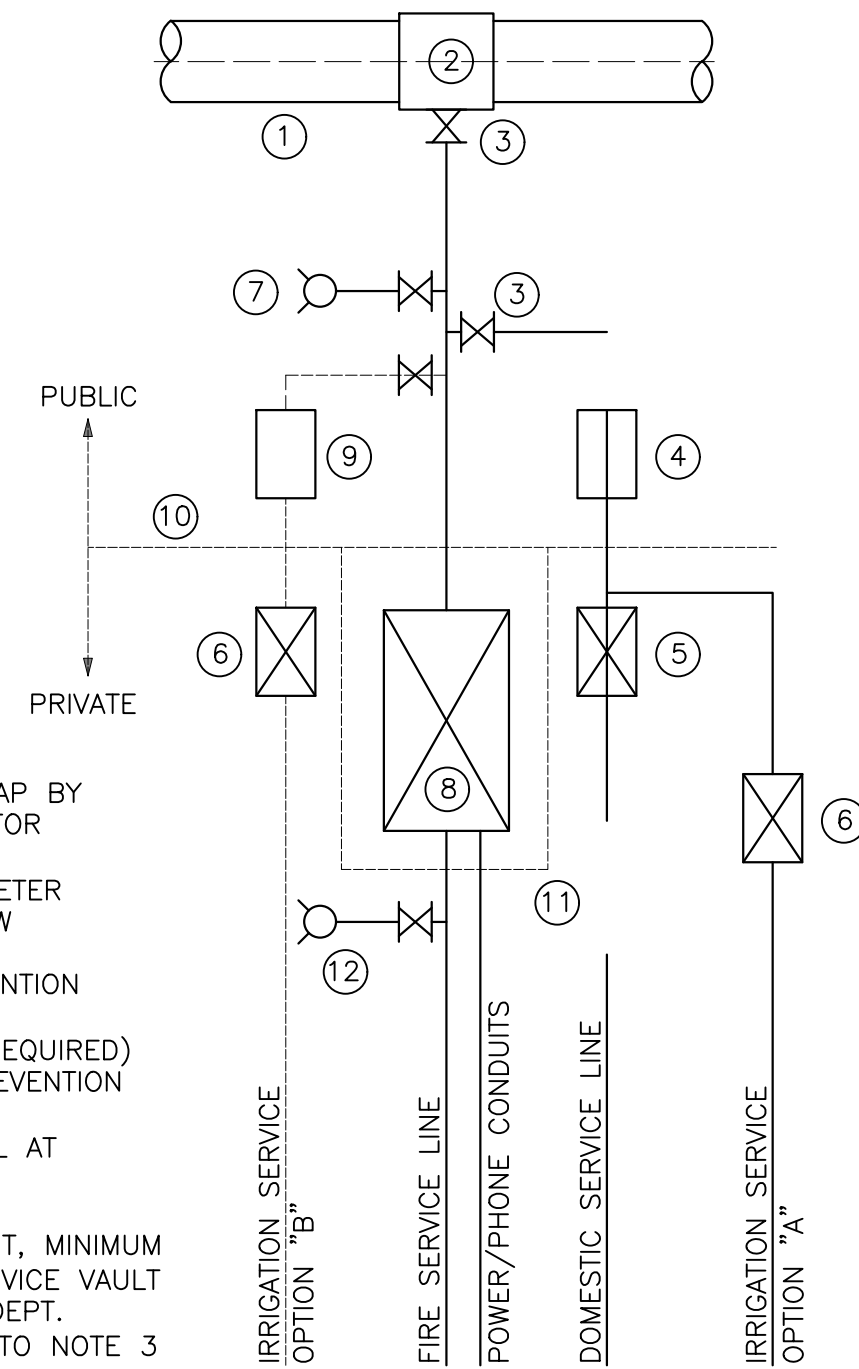 2
1
3
7
3
PUBLIC
9
4
10
6
5
PRIVATE
8
6
11
12
AP BY
TOR
ETER
W
ENTION
EQUIRED)
EVENTION
L AT
T, MINIMUM
VICE VAULT
DEPT.
TO NOTE 3
IRRIGATION SERVICE
OPTION "B"
FIRE SERVICE LINE
POWER/PHONE CONDUITS
DOMESTIC SERVICE LINE
IRRIGATION SERVICE
OPTION "A"